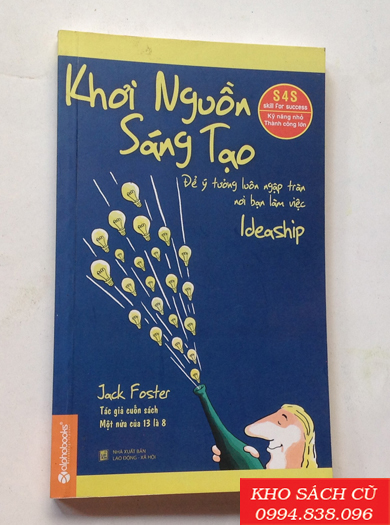 Khơi Nguồn
Sáng Tạo
S4S
skill for success
Kỹ năng nhỏ
Thành công lớn
Để ý tưởng luôn ngập tràn
nơi bạn làm việc
Ideaship
Jack Foster
Tác giả cuốn sách
Một nửa của 13 là 8
alphabooks
NHÀ XUẤT BẢN
LAO ĐỘNG - XÃ HỘI
KHO SÁCH CŨ
0994.838.096